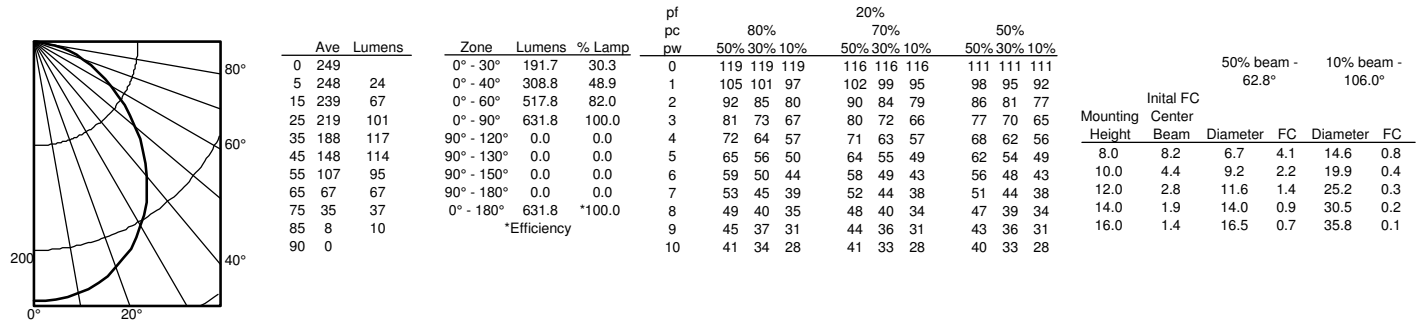 80°
60°
200
40°
0° 20°
Ave Lumens
0 249
5 248 24
15 239 67
25 219 101
35 188 117
45 148 114
55 107 95
65 67 67
75 35 37
85 8 10
90 0
Zone Lumens % Lamp
0° - 30° 191.7 30.3
0° - 40° 308.8 48.9
0° - 60° 517.8 82.0
0° - 90° 631.8 100.0
90° - 120° 0.0 0.0
90° - 130° 0.0 0.0
90° - 150° 0.0 0.0
90° - 180° 0.0 0.0
0° - 180° 631.8 *100.0
*Efficiency
pf 20%
pc 80% 70% 50%
pw 50% 30% 10% 50% 30% 10% 50% 30% 10%
0 119 119 119 116 116 116 111 111 111
1 105 101 97 102 99 95 98 95 92
2 92 85 80 90 84 79 86 81 77
3 81 73 67 80 72 66 77 70 65
4 72 64 57 71 63 57 68 62 56
5 65 56 50 64 55 49 62 54 49
6 59 50 44 58 49 43 56 48 43
7 53 45 39 52 44 38 51 44 38
8 49 40 35 48 40 34 47 39 34
9 45 37 31 44 36 31 43 36 31
10 41 34 28 41 33 28 40 33 28
50% beam - 10% beam -
62.8° 106.0°
Inital FC
Mounting Center
Height Beam Diameter FC Diameter FC
8.0 8.2 6.7 4.1 14.6 0.8
10.0 4.4 9.2 2.2 19.9 0.4
12.0 2.8 11.6 1.4 25.2 0.3
14.0 1.9 14.0 0.9 30.5 0.2
16.0 1.4 16.5 0.7 35.8 0.1